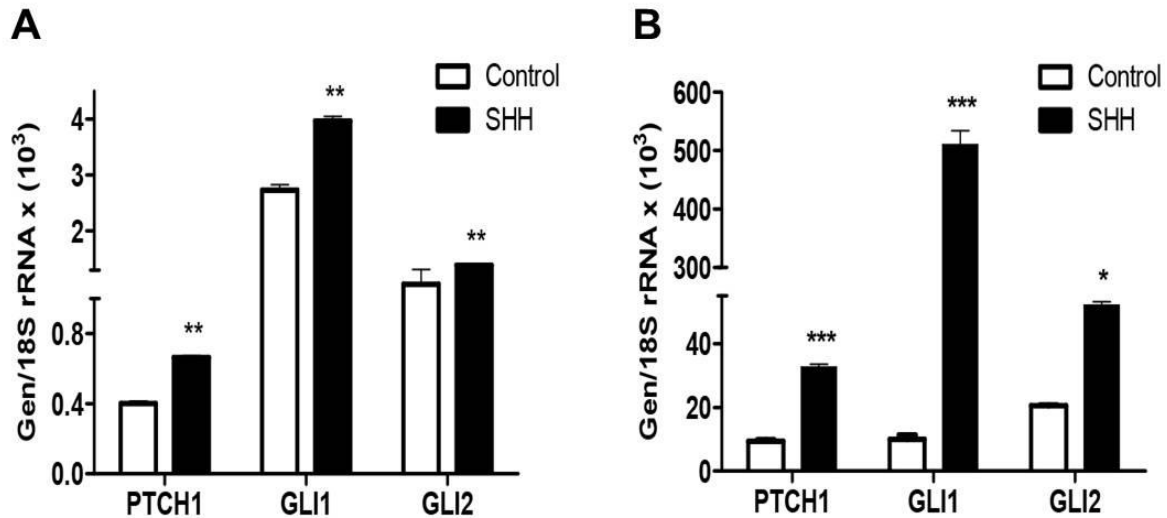 A
Control
SHH
Gen/18S rRNA x (10³)
4
3
2
0.8
0.4
0.0
**
**
**
PTCH1
GLI1
GLI2
B
Control
SHH
Gen/18S rRNA x (10³)
600
500
400
300
40
20
0
***
***
*
PTCH1
GLI1
GLI2